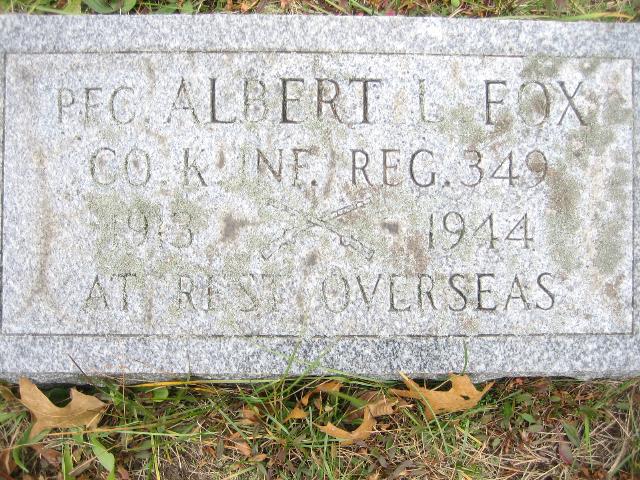 PFC. ALBERT L FOX
CO. K. INF. REG. 349
1913 1944
AT REST OVERSEAS